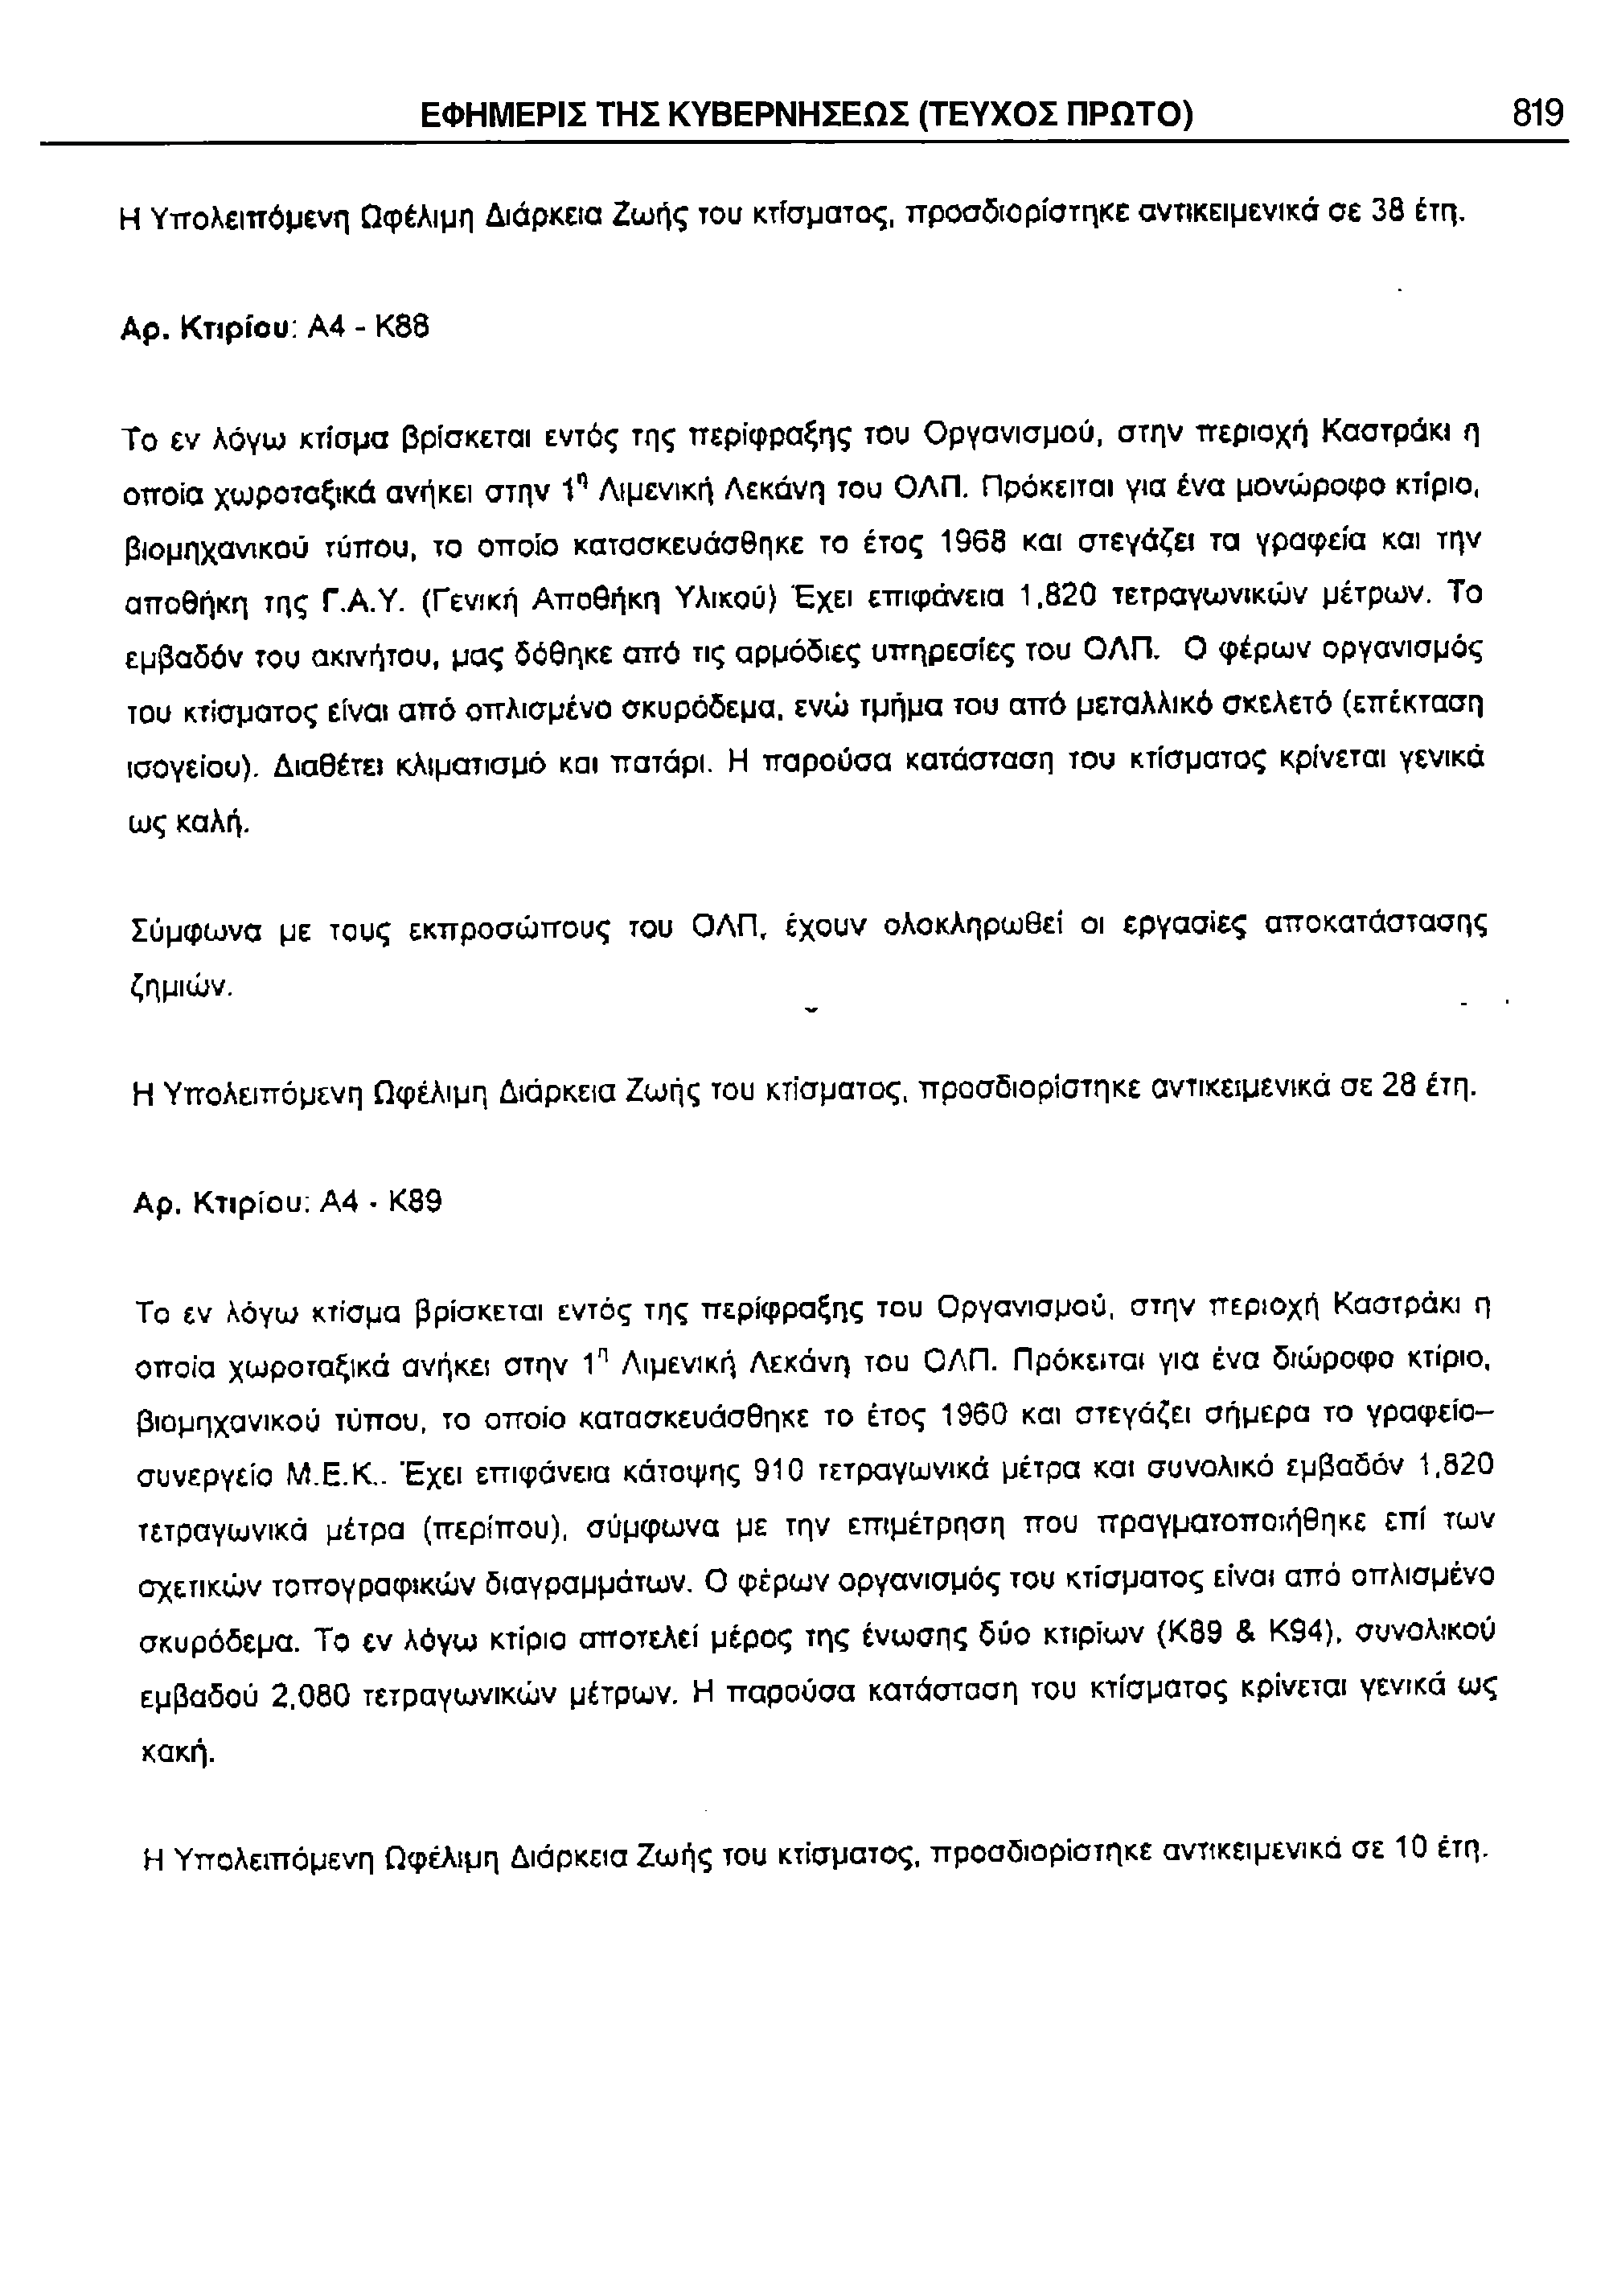 ΕΦΗΜΕΡΙΣ ΤΗΣ ΚΥΒΕΡΝΗΣΕΩΣ (ΤΕΥΧΟΣ ΠΡΩΤΟ) 819
Η Υπολειπόμενη Ωφέλιμη Διάρκεια Ζωής του κτίσματος, προσδιορίστηκε αντικειμενικά σε 38 έτη.
Αρ. Κτιρίου: Α4 - Κ88
Το εν λόγω κτίσμα βρίσκεται εντός της περίφραξης του Οργανισμού, στην περιοχή Καστράκι η
οποία χωροταξικά ανήκει στην 1η Λιμενική Λεκάνη του ΟΛΠ. Πρόκειται για ένα μονώροφο κτίριο,
βιομηχανικού τύπου, το οποίο κατασκευάσθηκε το έτος 1968 και στεγάζει τα γραφεία και την
αποθήκη της Γ.Α.Υ. (Γενική Αποθήκη Υλικού) Έχει επιφάνεια 1.820 τετραγωνικών μέτρων. Το
εμβαδόν του ακινήτου, μας δόθηκε από τις αρμόδιες υπηρεσίες του ΟΛΠ. Ο φέρων οργανισμός
του κτίσματος είναι από οπλισμένο σκυρόδεμα, ενώ τμήμα του από μεταλλικό σκελετό (επέκταση
ισογείου). Διαθέτει κλιματισμό και πατάρι. Η παρούσα κατάσταση του κτίσματος κρίνεται γενικά
ως καλή.
Σύμφωνα με τους εκπροσώπους του ΟΛΠ, έχουν ολοκληρωθεί οι εργασίες αποκατάστασης
ζημιών.
Η Υπολειπόμενη Ωφέλιμη Διάρκεια Ζωής του κτίσματος, προσδιορίστηκε αντικειμενικά σε 28 έτη.
Αρ. Κτιρίου: Α4 - Κ89
Το εν λόγω κτίσμα βρίσκεται εντός της περίφραξης του Οργανισμού, στην περιοχή Καστράκι η
οποία χωροταξικά ανήκει στην 1η Λιμενική Λεκάνη του ΟΛΠ. Πρόκειται για ένα διώροφο κτίριο,
βιομηχανικού τύπου, το οποίο κατασκευάσθηκε το έτος 1960 και στεγάζει σήμερα το γραφείο–
συνεργείο Μ.Ε.Κ.. Έχει επιφάνεια κάτοψης 910 τετραγωνικά μέτρα και συνολικό εμβαδόν 1.820
τετραγωνικά μέτρα (περίπου), σύμφωνα με την επιμέτρηση που πραγματοποιήθηκε επί των
σχετικών τοπογραφικών διαγραμμάτων. Ο φέρων οργανισμός του κτίσματος είναι από οπλισμένο
σκυρόδεμα. Το εν λόγω κτίριο αποτελεί μέρος της ένωσης δύο κτιρίων (Κ89 & Κ94), συνολικού
εμβαδού 2.080 τετραγωνικών μέτρων. Η παρούσα κατάσταση του κτίσματος κρίνεται γενικά ως
κακή.
Η Υπολειπόμενη Ωφέλιμη Διάρκεια Ζωής του κτίσματος, προσδιορίστηκε αντικειμενικά σε 10 έτη.